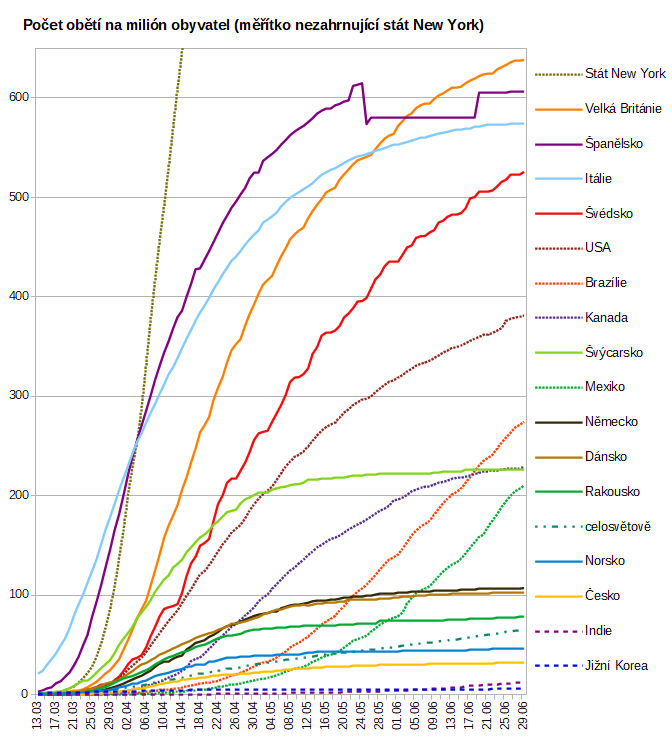 Počet obětí na milión obyvatel (měřítko nezahrnující stát New York)
600
500
400
300
200
100
0
13.03
17.03
21.03
25.03
29.03
02.04
06.04
10.04
14.04
18.04
22.04
26.04
30.04
04.05
08.05
12.05
16.05
20.05
24.05
28.05
01.06
05.06
09.06
13.06
17.06
21.06
25.06
29.06
Stát New York
Velká Británie
Španělsko
Itálie
Švédsko
USA
Brazílie
Kanada
Švýcarsko
Mexiko
Německo
Dánsko
Rakousko
celosvětově
Norsko
Česko
Indie
Jižní Korea